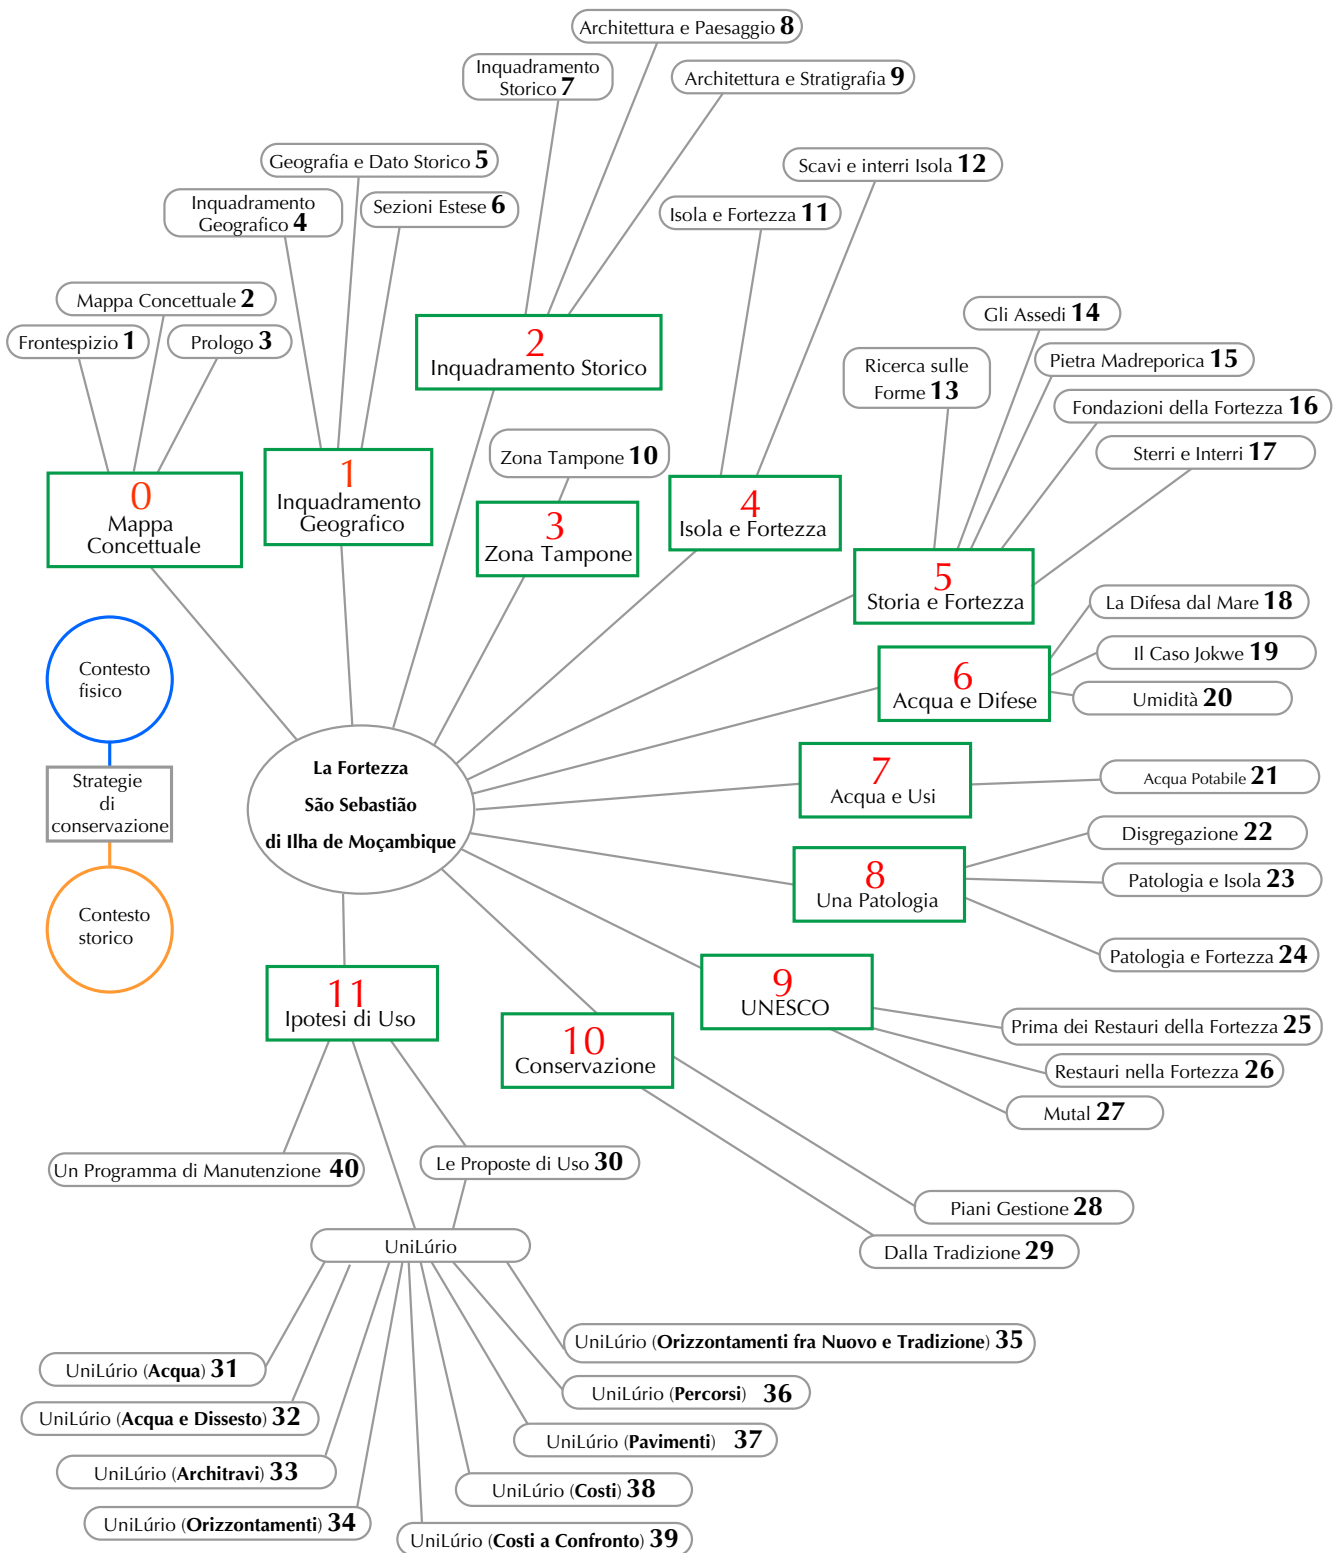 Architettura e Paesaggio 8
Inquadramento
Storico 7
Architettura e Stratigrafia 9
Geografia e Dato Storico 5
Inquadramento
Geografico 4
Sezioni Estese 6
Scavi e interri Isola 12
Isola e Fortezza 11
Mappa Concettuale 2
Frontespizio 1
Prologo 3
2
Inquadramento Storico
Gli Assedi 14
Ricerca sulle
Forme 13
Pietra Madreporica 15
Fondazioni della Fortezza 16
Sterri e Interri 17
Zona Tampone 10
0
Mappa
Concettuale
1
Inquadramento
Geografico
3
Zona Tampone
4
Isola e Fortezza
5
Storia e Fortezza
La Difesa dal Mare 18
Il Caso Jokwe 19
Umidità 20
6
Acqua e Difese
Contesto
fisico
Strategie
di
conservazione
Contesto
storico
La Fortezza
São Sebastião
di Ilha de Moçambique
7
Acqua e Usi
Acqua Potabile 21
8
Una Patologia
Disgregazione 22
Patologia e Isola 23
Patologia e Fortezza 24
9
UNESCO
Prima dei Restauri della Fortezza 25
Restauri nella Fortezza 26
Mutal 27
11
Ipotesi di Uso
10
Conservazione
Piani Gestione 28
Dalla Tradizione 29
Un Programma di Manutenzione 40
Le Proposte di Uso 30
UniLúrio
UniLúrio (Acqua) 31
UniLúrio (Acqua e Dissesto) 32
UniLúrio (Architravi) 33
UniLúrio (Orizzontamenti) 34
UniLúrio (Orizzontamenti fra Nuovo e Tradizione) 35
UniLúrio (Percorsi) 36
UniLúrio (Pavimenti) 37
UniLúrio (Costi) 38
UniLúrio (Costi a Confronto) 39